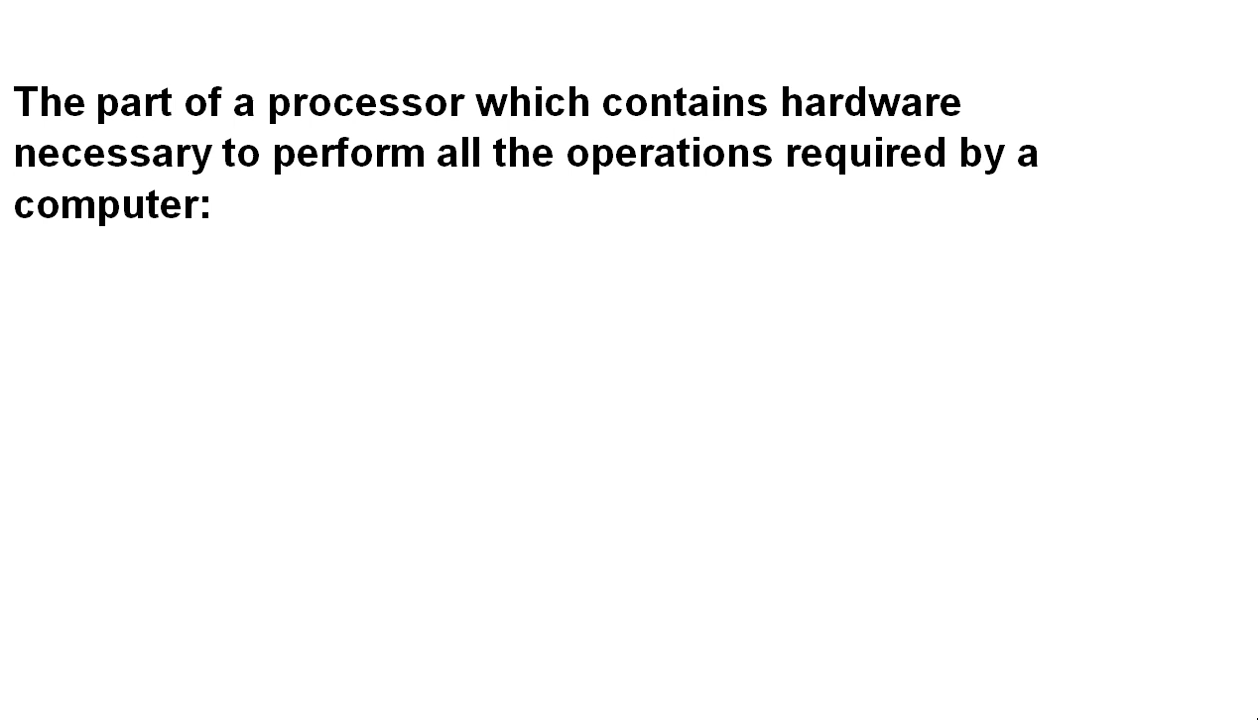 The part of a processor which contains hardware
necessary to perform all the operations required by a
computer: